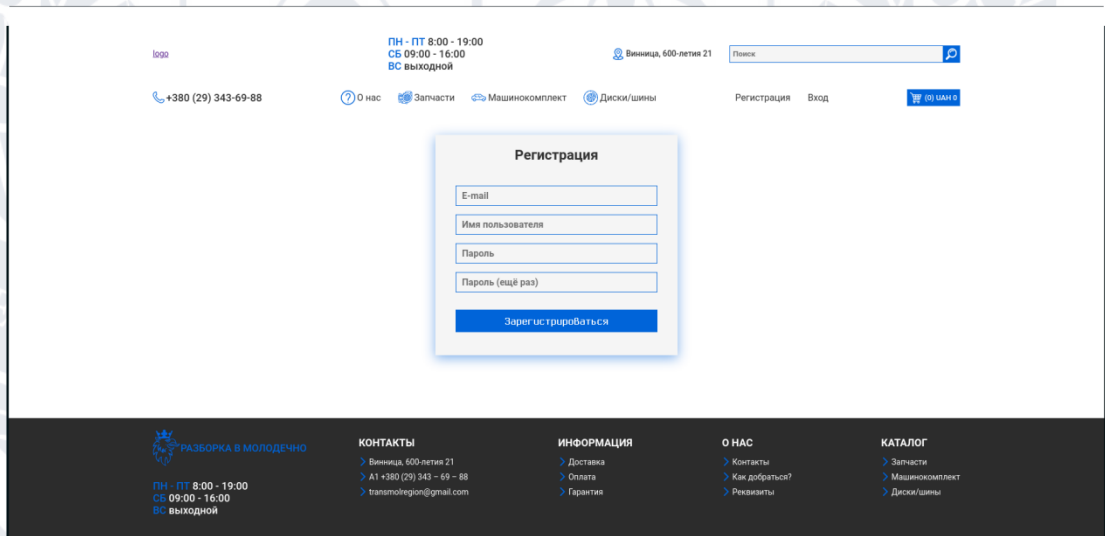 logo
ПН - ПТ 8:00 - 19:00
СБ 09:00 - 16:00
ВС выходной
Винница, 600-летия 21
Поиск
+380 (29) 343-69-88
О нас
Запчасти
Машинокомплект
Диски/шины
Регистрация
Вход
(0) UAH 0
Регистрация
E-mail
Имя пользователя
Пароль
Пароль (ещё раз)
Зарегистрироваться
РАЗБОРКА В МОЛОДЕЧНО
ПН - ПТ 8:00 - 19:00
СБ 09:00 - 16:00
ВС выходной
КОНТАКТЫ
Винница, 600-летия 21
А1 +380 (29) 343 – 69 – 88
transmolregion@gmail.com
ИНФОРМАЦИЯ
Доставка
Оплата
Гарантия
О НАС
Контакты
Как добраться?
Реквизиты
КАТАЛОГ
Запчасти
Машинокомплект
Диски/шины